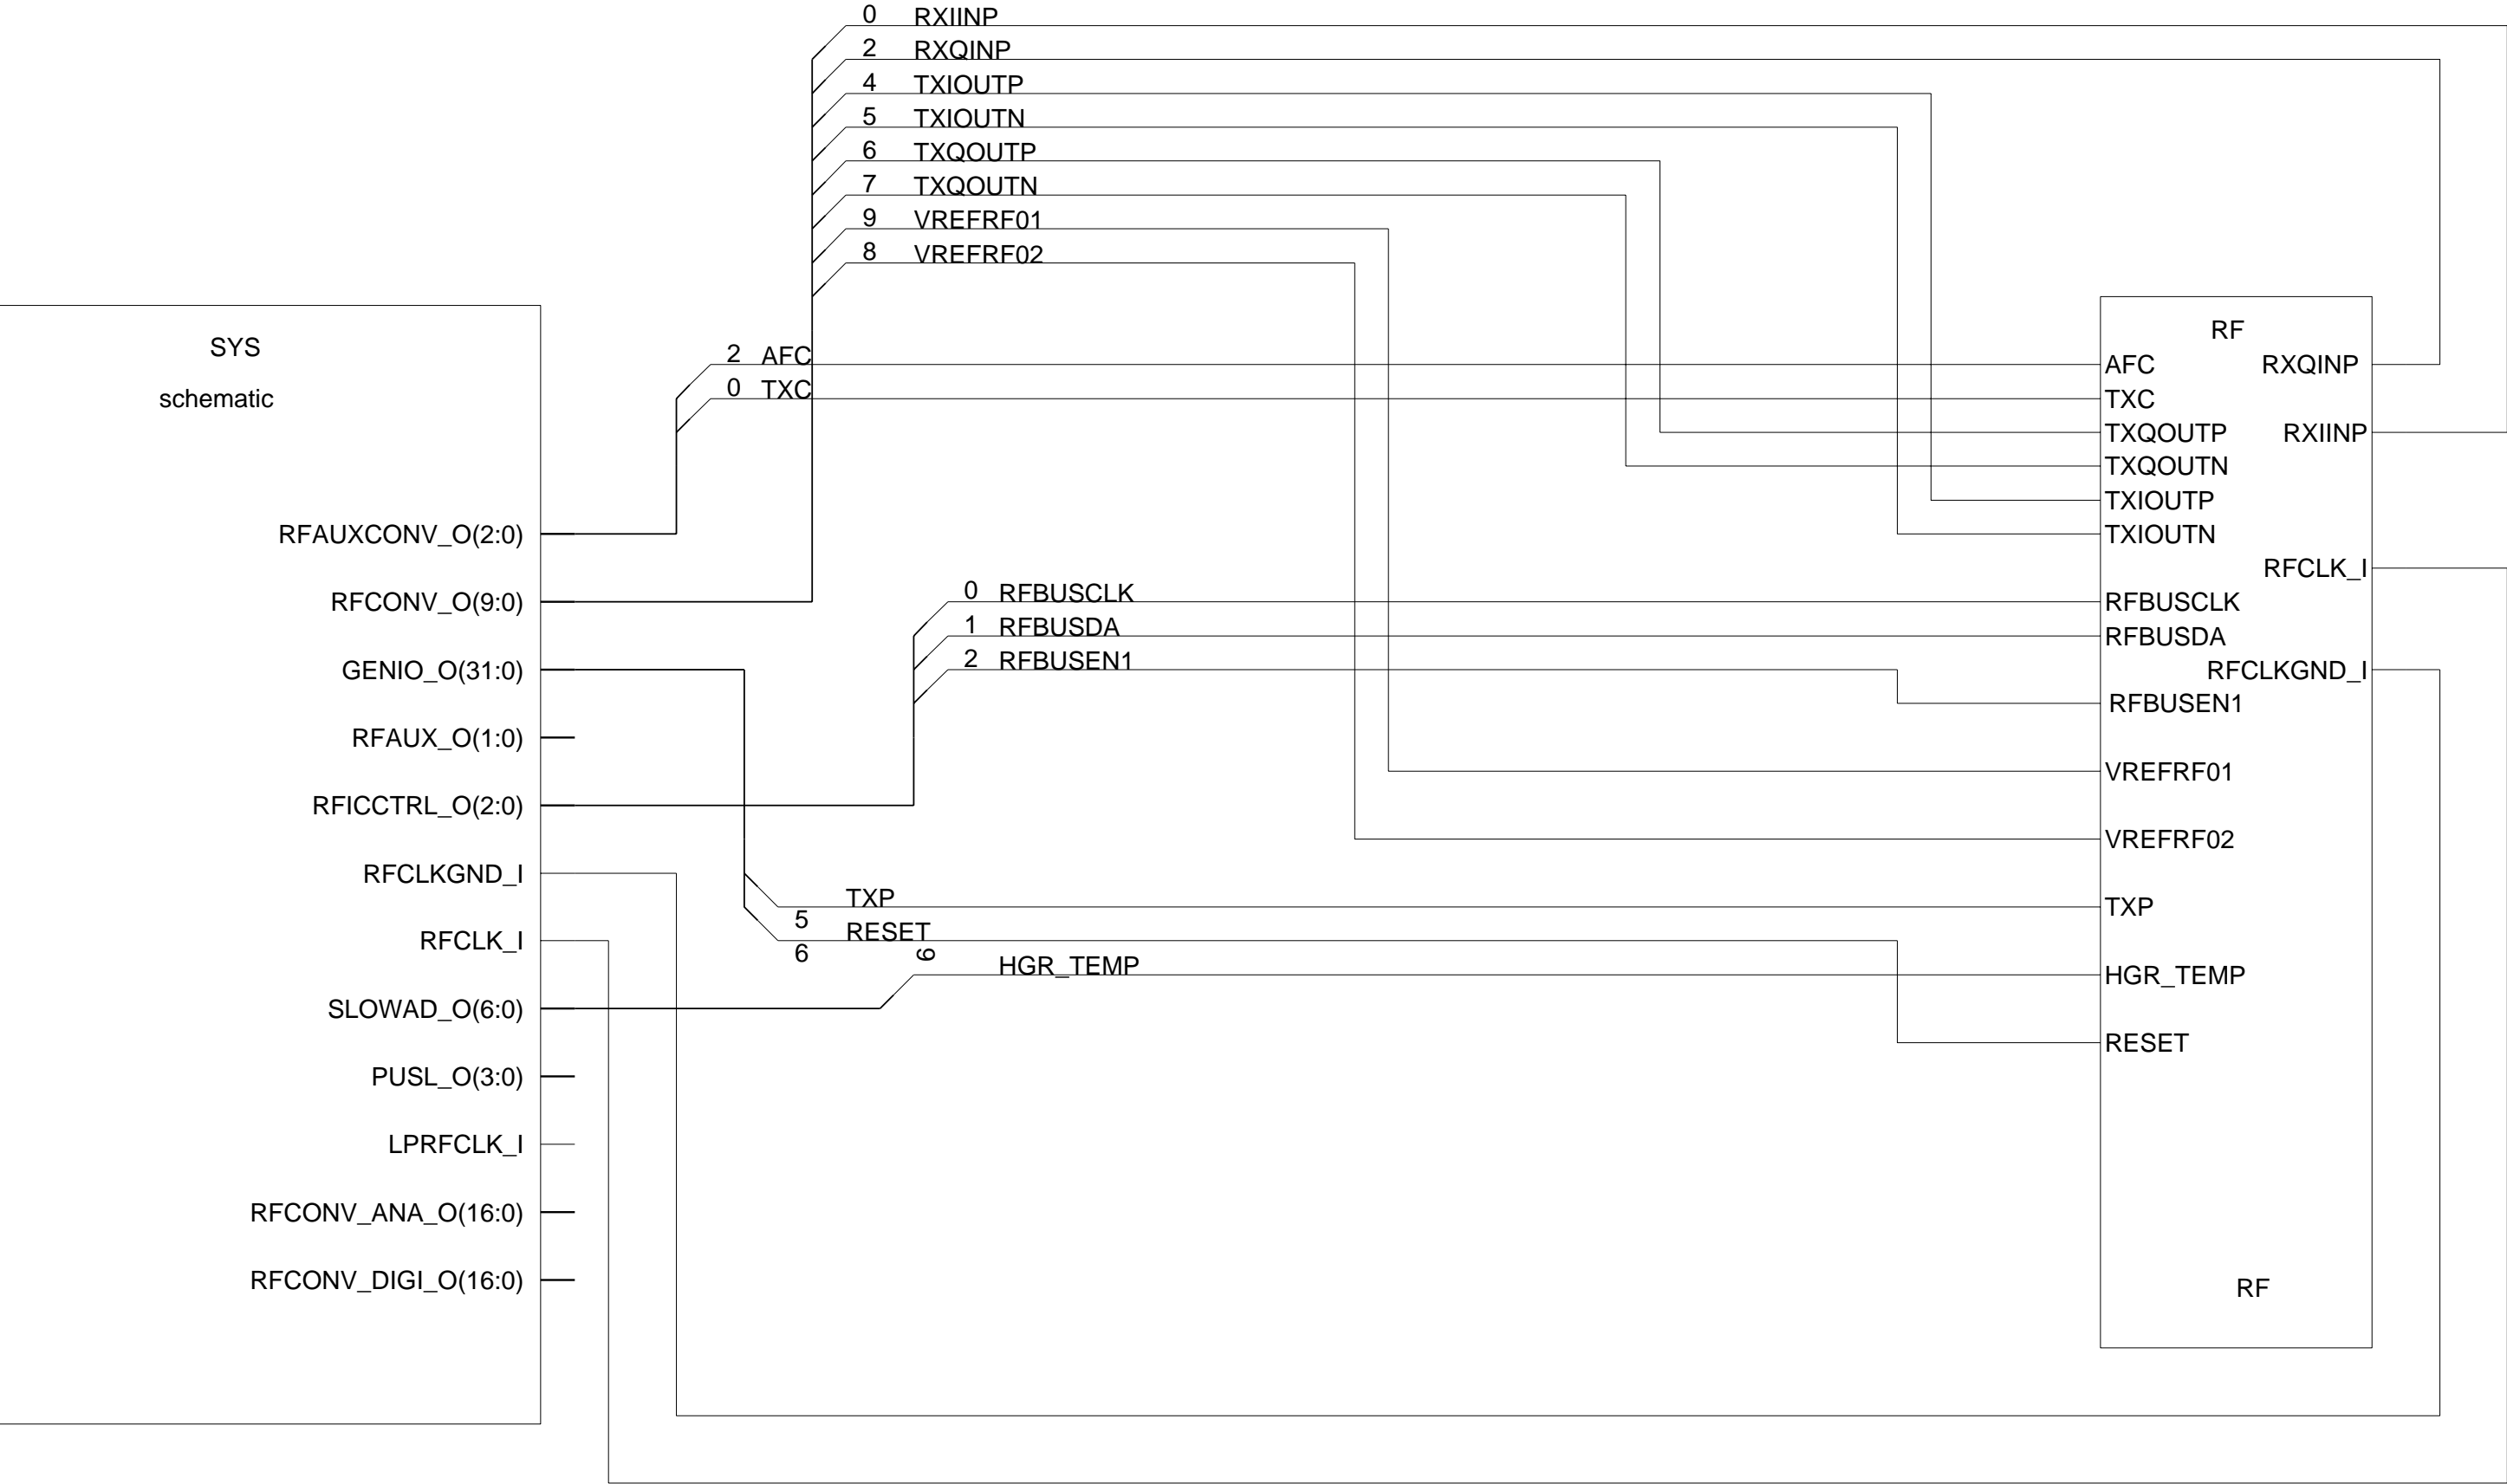 0 RXIINP
2 RXQINP
4 TXIOUTP
5 TXIOUTN
6 TXQOUTP
7 TXQOUTN
9 VREFRF01
8 VREFRF02
SYS
schematic
2 AFC
0 TXC
RFAUXCONV_O(2:0)
RFCONV_O(9:0)
GENIO_O(31:0)
RFAUX_O(1:0)
RFICCTRL_O(2:0)
RFCLKGND_I
RFCLK_I
SLOWAD_O(6:0)
PUSL_O(3:0)
LPRFCLK_I
RFCONV_ANA_O(16:0)
RFCONV_DIGI_O(16:0)
0 RFBUSCLK
1 RFBUSDA
2 RFBUSEN1
TXP
5
RESET
6
6
HGR_TEMP
RF
AFC RXQINP
TXC
TXQOUTP RXIINP
TXQOUTN
TXIOUTP
TXIOUTN
RFCLK_I
RFBUSCLK
RFBUSDA
RFCLKGND_I
RFBUSEN1
VREFRF01
VREFRF02
TXP
HGR_TEMP
RESET
RF